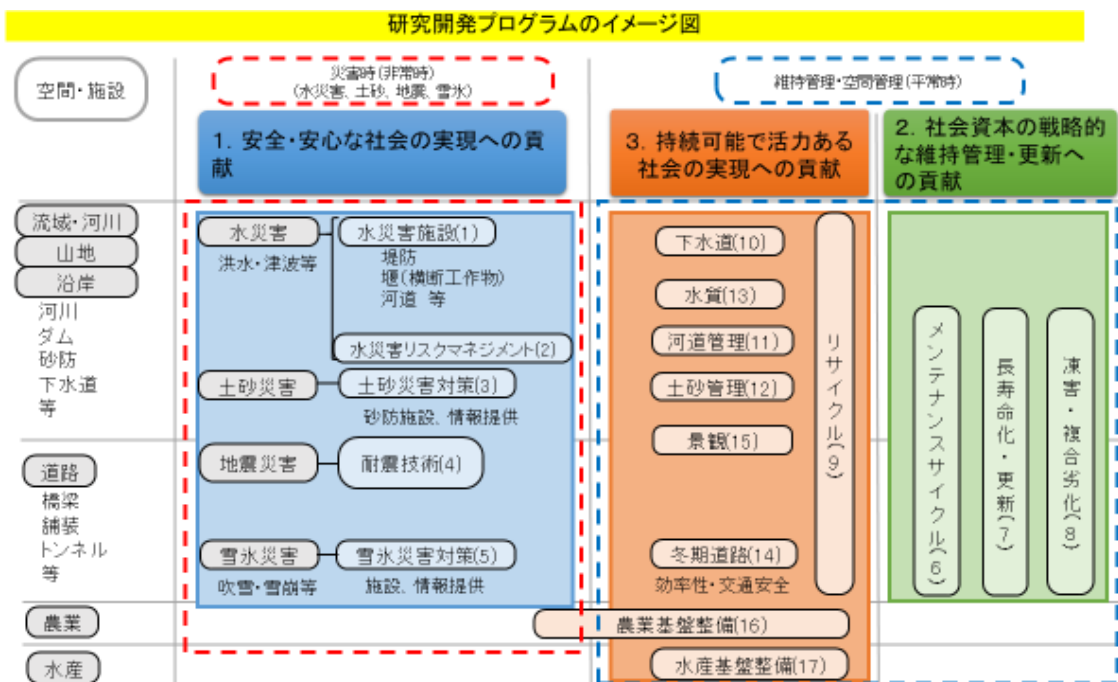 研究開発プログラムのイメージ図
空間・施設
災害時(非常時)
(水災害、土砂、地震、雪氷)
維持管理・空間管理(平常時)
1. 安全・安心な社会の実現への貢
献
3. 持続可能で活力ある
社会の実現への貢献
2. 社会資本の戦略的
な維持管理・更新へ
の貢献
流域・河川
山地
沿岸
河川
ダム
砂防
下水道
等
道路
橋梁
舗装
トンネル
等
農業
水産
水災害
洪水・津波等
水災害施設(1)
堤防
堰(横断工作物)
河道 等
水災害リスクマネジメント(2)
土砂災害
土砂災害対策(3)
砂防施設、情報提供
地震災害
耐震技術(4)
雪氷災害
雪氷災害対策(5)
吹雪・雪崩等
施設、情報提供
下水道(10)
水質(13)
河道管理(11)
土砂管理(12)
景観(15)
冬期道路(14)
効率性・交通安全
リサイクル(9)
農業基盤整備(16)
水産基盤整備(17)
メンテナンスサイクル(6)
長寿命化・更新(7)
凍害・複合劣化(8)